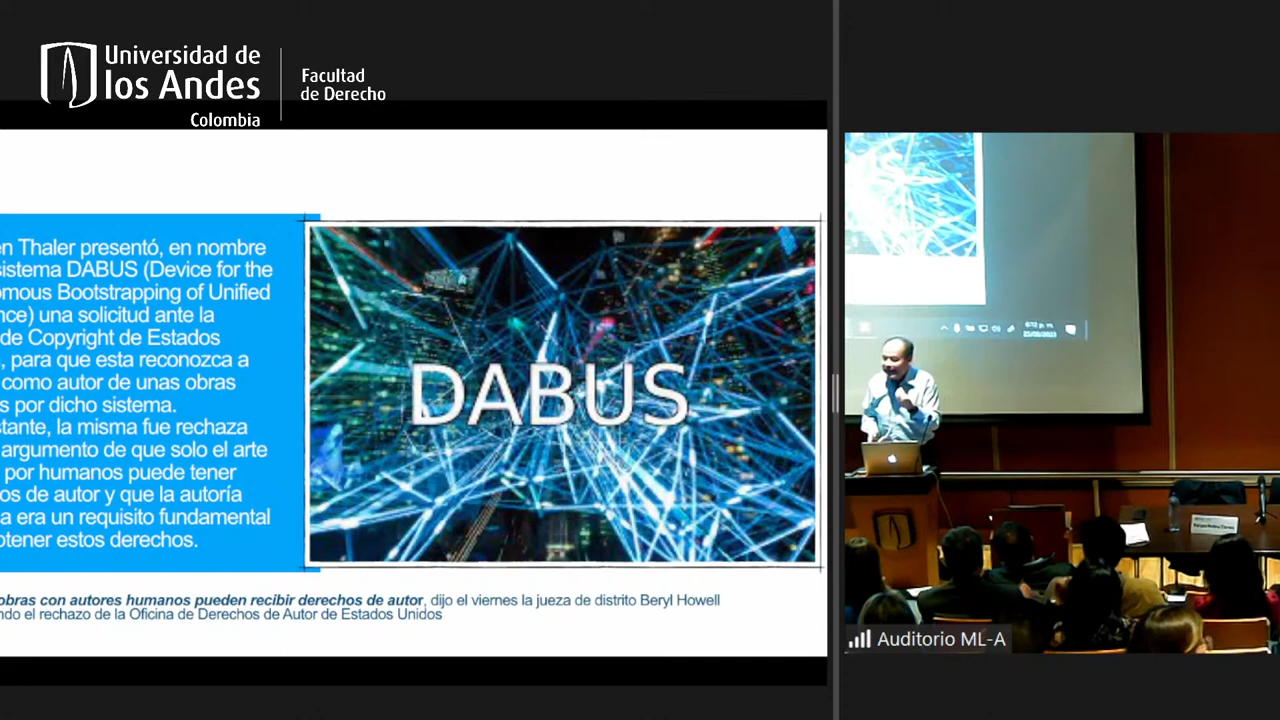 Universidad de
los Andes
Colombia
Facultad
de Derecho
en Thaler presentó, en nombre
sistema DABUS (Device for the
omous Bootstrapping of Unified
nce) una solicitud ante la
de Copyright de Estados
s, para que esta reconozca a
como autor de unas obras
s por dicho sistema.
stante, la misma fue rechaza
argumento de que solo el arte
por humanos puede tener
os de autor y que la autoría
a era un requisito fundamental
btener estos derechos.
DABUS
obras con autores humanos pueden recibir derechos de autor, dijo el viernes la jueza de distrito Beryl Howell
ndo el rechazo de la Oficina de Derechos de Autor de Estados Unidos
Auditorio ML-A